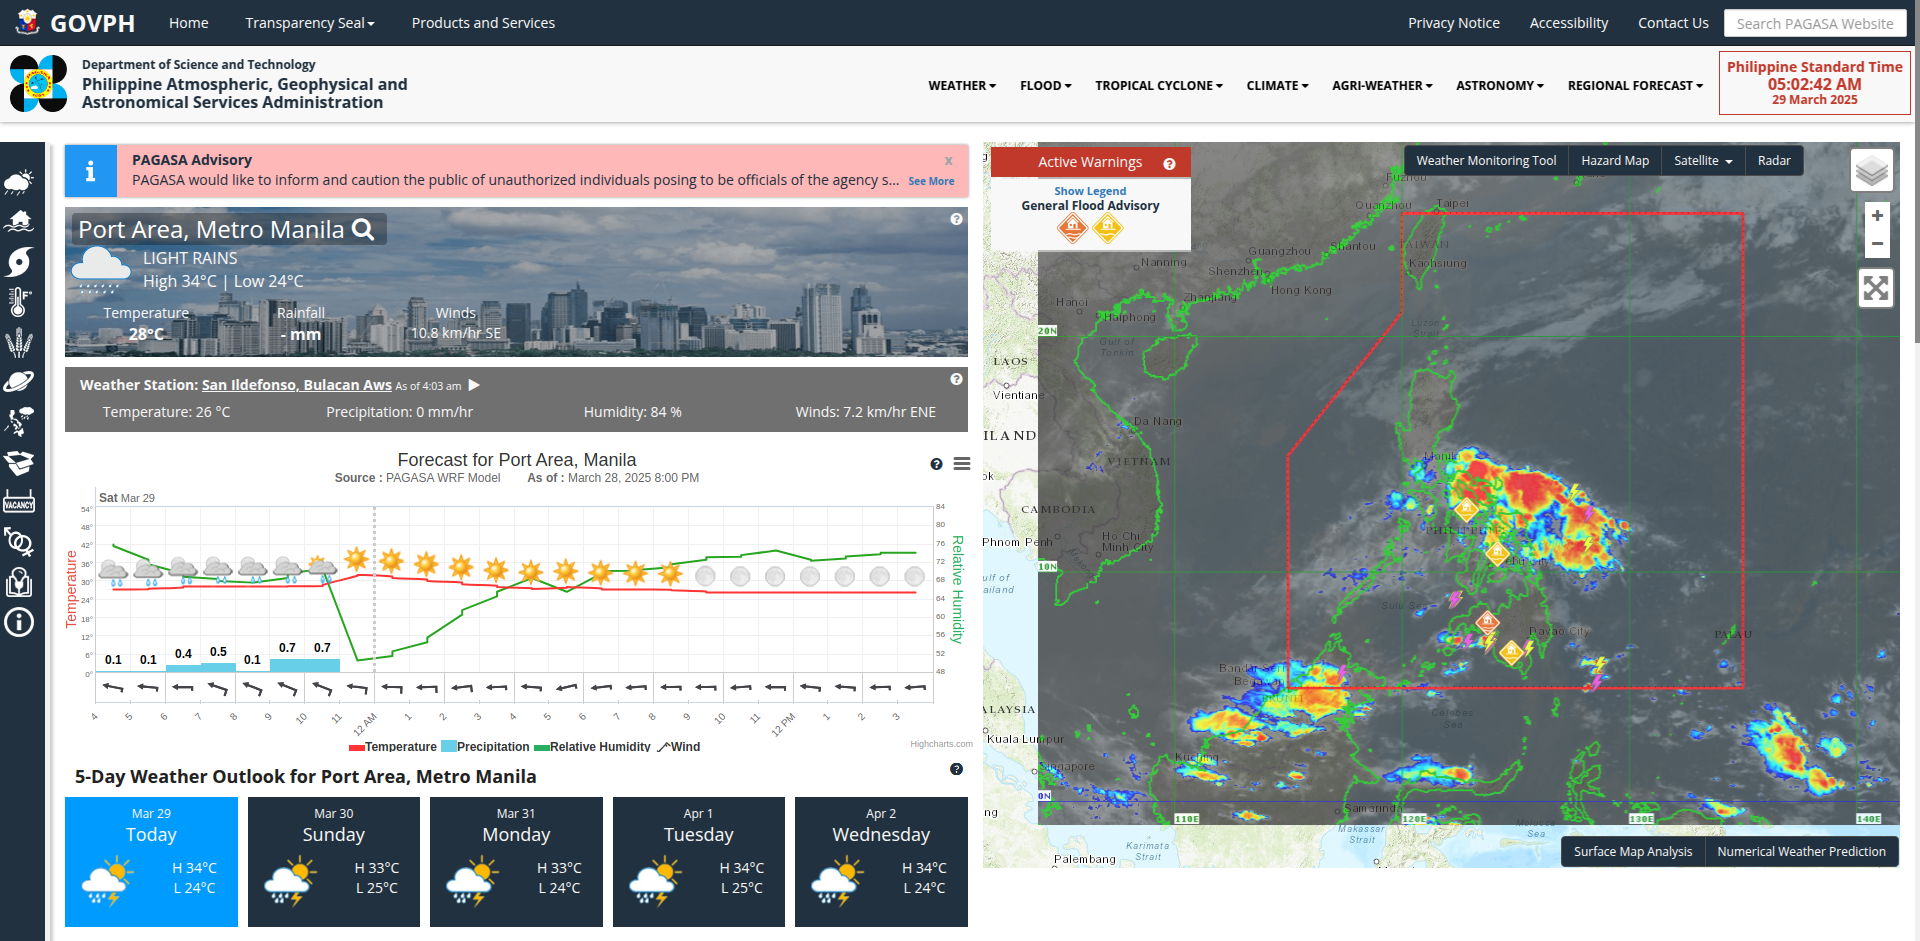 GOVPH
Home
Transparency Seal
Products and Services
Privacy Notice
Accessibility
Contact Us
Search PAGASA Website
Department of Science and Technology
Philippine Atmospheric, Geophysical and
Astronomical Services Administration
WEATHER
FLOOD
TROPICAL CYCLONE
CLIMATE
AGRI-WEATHER
ASTRONOMY
REGIONAL FORECAST
Philippine Standard Time
05:02:42 AM
29 March 2025
PAGASA Advisory
x
PAGASA would like to inform and caution the public of unauthorized individuals posing to be officials of the agency s...
See More
Port Area, Metro Manila
LIGHT RAINS
High 34°C | Low 24°C
Temperature
28°C
Rainfall
- mm
Winds
10.8 km/hr SE
Weather Station: San Ildefonso, Bulacan Aws As of 4:03 am
Temperature: 26 °C
Precipitation: 0 mm/hr
Humidity: 84 %
Winds: 7.2 km/hr ENE
Forecast for Port Area, Manila
Source : PAGASA WRF Model As of : March 28, 2025 8:00 PM
Sat Mar 29
Temperature
54°
48°
42°
36°
30°
24°
18°
12°
6°
0°
84
80
76
72
68
64
60
56
52
48
Relative Humidity
0.1
0.1
0.4
0.5
0.1
0.7
0.7
4
5
6
7
8
9
10
11
12 AM
1
2
3
4
5
6
7
8
9
10
11
12 PM
1
2
3
Temperature
Precipitation
Relative Humidity
Wind
Highcharts.com
5-Day Weather Outlook for Port Area, Metro Manila
Mar 29
Today
H 34°C
L 24°C
Mar 30
Sunday
H 33°C
L 25°C
Mar 31
Monday
H 33°C
L 24°C
Apr 1
Tuesday
H 34°C
L 25°C
Apr 2
Wednesday
H 34°C
L 24°C
VACANCY
Active Warnings
Show Legend
General Flood Advisory
Weather Monitoring Tool
Hazard Map
Satellite
Radar
+
−
Fuzhou
Quanzhou
Taipei
TAIWAN
Kaohsiung
Shantou
Guangzhou
Shenzhen
Hong Kong
Nanning
Zhanjiang
Hanoi
Haiphong
Gulf of
Tonkin
Luzon
Strait
20N
LAOS
Vientiane
Da Nang
ILAND
VIETNAM
ok
CAMBODIA
Phnom Penh
Ho Chi
Minh City
ulf of
ailand
10N
Manila
PHILIPPINES
ebu City
Sulu Se
Davao City
PALAU
Bandar Seri
Begawan
BRUNEI
Celebes
Sea
ALAYSIA
Kuala Lumpur
Kuching
ingapore
0N
ng
Samarinda
110E
120E
130E
140E
Makassar
Strait
Molucca
Sea
Karimata
Strait
Palembang
Surface Map Analysis
Numerical Weather Prediction